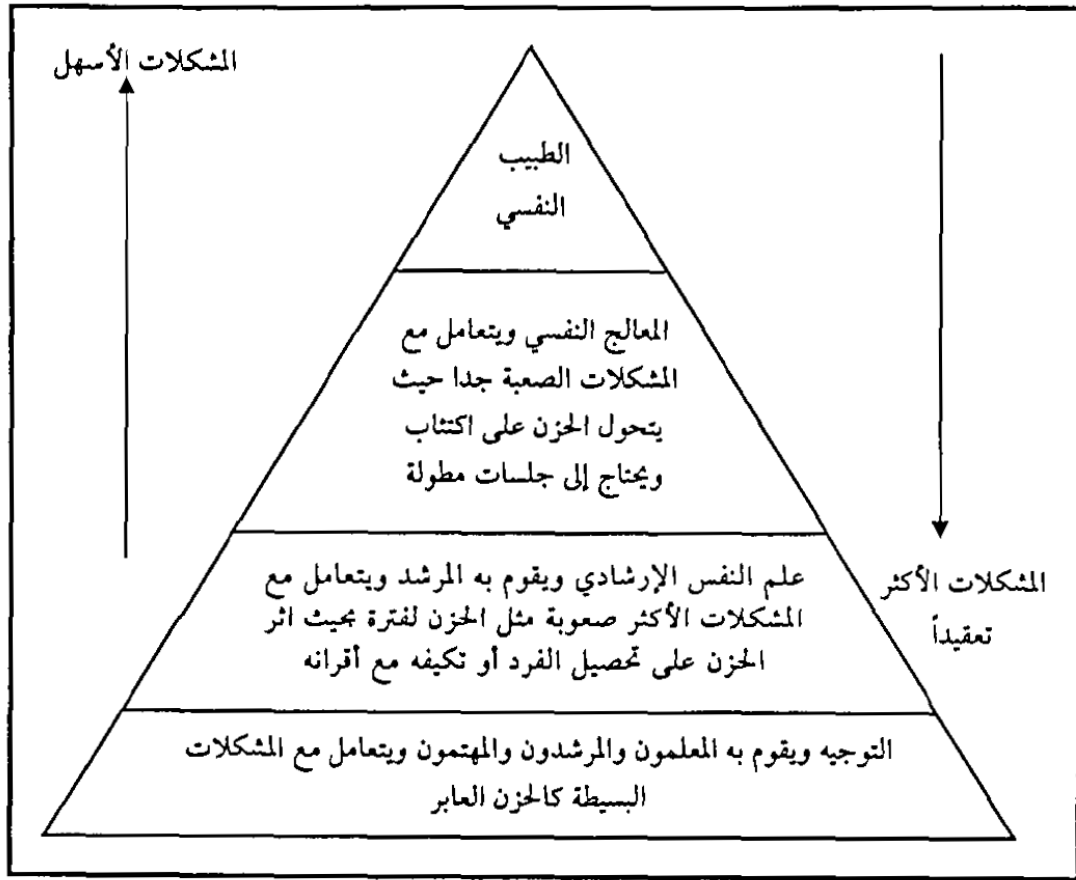 المشكلات الأسهل
الطبيب
النفسي
المعالج النفسي ويتعامل مع
المشكلات الصعبة جدا حيث
يتحول الحزن على اكتئاب
ويحتاج إلى جلسات مطولة
علم النفس الإرشادي ويقوم به المرشد ويتعامل مع
المشكلات الأكثر صعوبة مثل الحزن لفترة بحيث اثر
الحزن على تحصيل الفرد أو تكيفه مع أقرانه
المشكلات الأكثر
تعقيداً
التوجيه ويقوم به المعلمون والمرشدون والمهتمون ويتعامل مع المشكلات
البسيطة كالحزن العابر